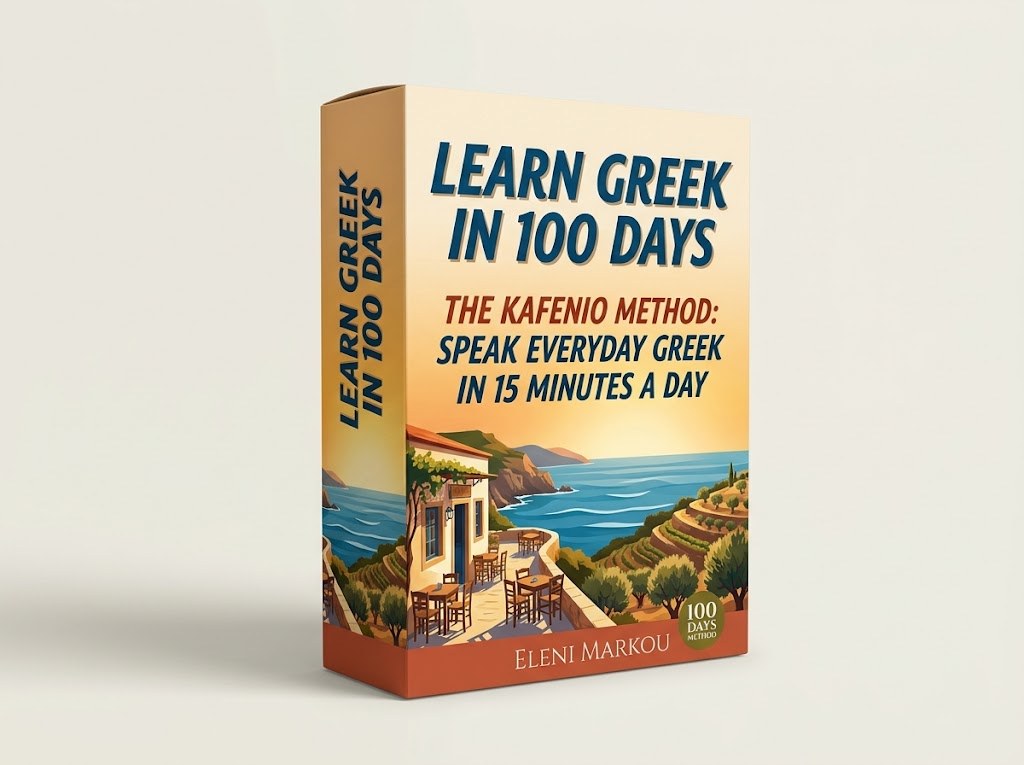 LEARN GREEK
IN 100 DAYS
LEARN GREEK
IN 100 DAYS
THE KAFENIO METHOD:
SPEAK EVERYDAY GREEK
IN 15 MINUTES A DAY
100
DAYS
METHOD
ELENI MARKOU